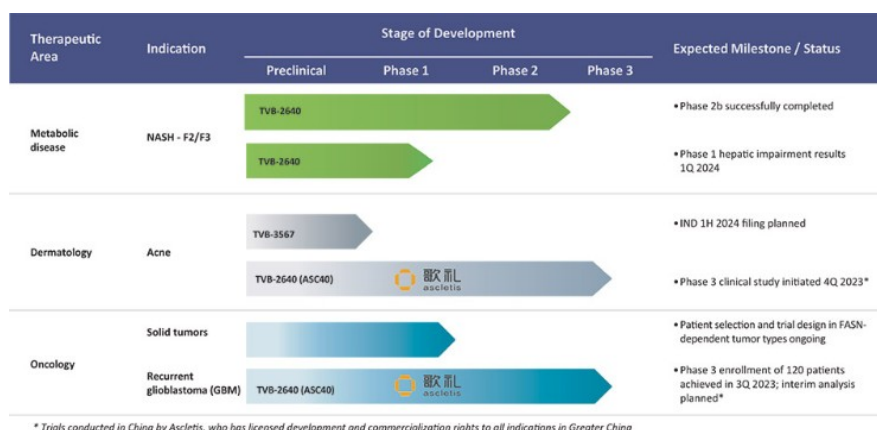 Therapeutic
Area
Indication
Stage of Development
Expected Milestone / Status
Preclinical
Phase 1
Phase 2
Phase 3
Metabolic
disease
NASH - F2/F3
TVB-2640
• Phase 2b successfully completed
TVB-2640
• Phase 1 hepatic impairment results
1Q 2024
Dermatology
Acne
TVB-3567
• IND 1H 2024 filing planned
TVB-2640 (ASC40)
歌礼
ascletis
• Phase 3 clinical study initiated 4Q 2023*
Oncology
Solid tumors
• Patient selection and trial design in FASN-
dependent tumor types ongoing
Recurrent
glioblastoma (GBM)
TVB-2640 (ASC40)
歌礼
ascletis
• Phase 3 enrollment of 120 patients
achieved in 3Q 2023; interim analysis
planned*
* Trials conducted in China by Ascletis, who has licensed development and commercialization rights to all indications in Greater China